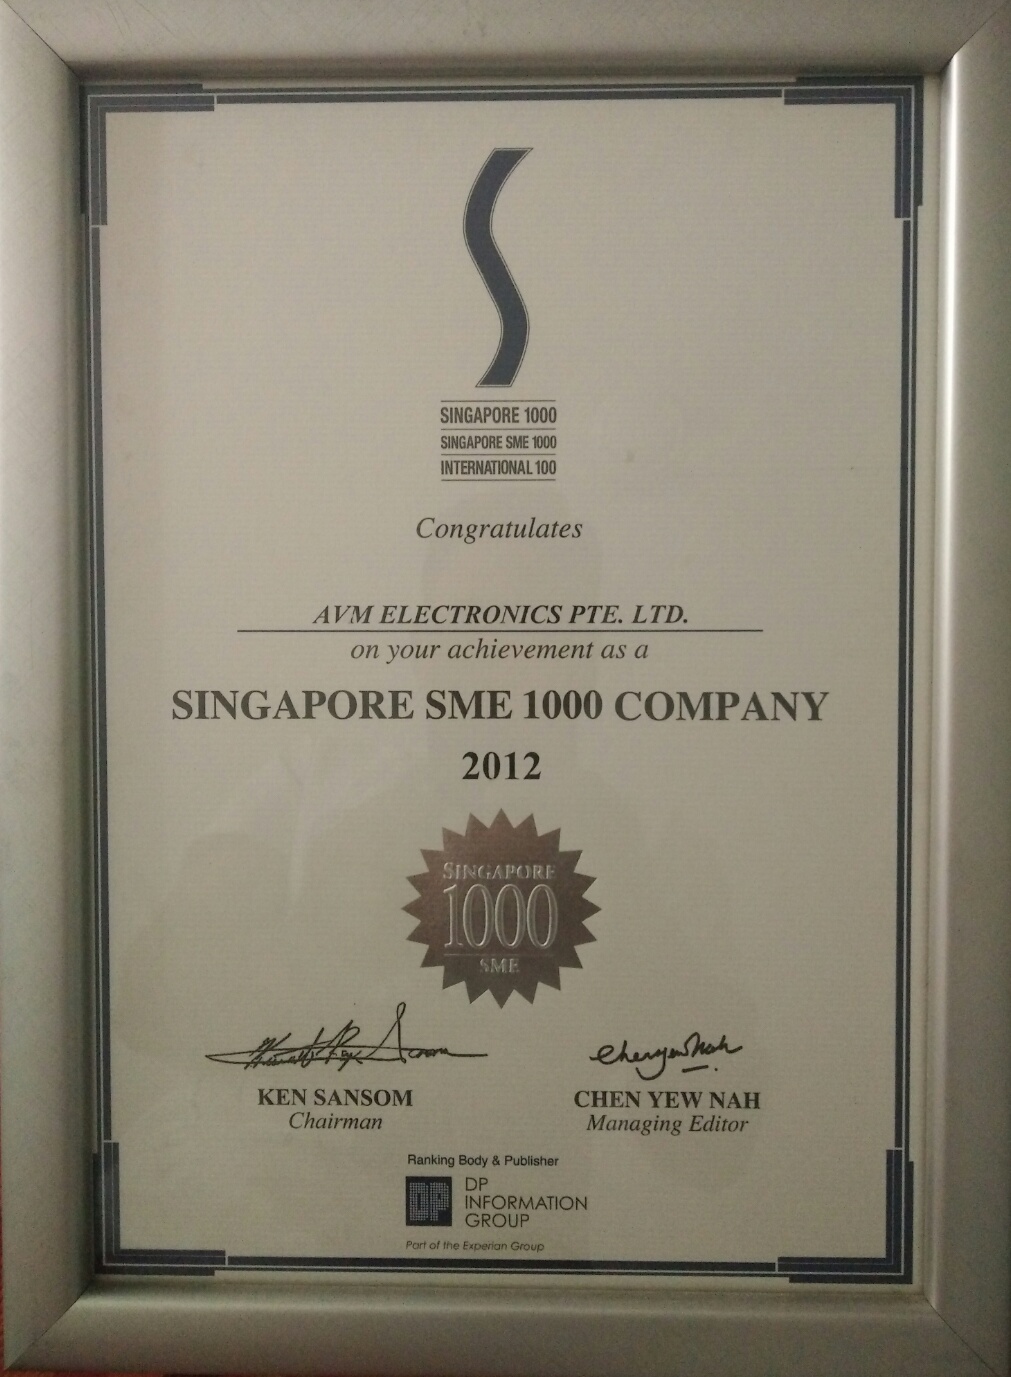 SINGAPORE 1000
SINGAPORE SME 1000
INTERNATIONAL 100
Congratulates
AVM ELECTRONICS PTE. LTD.
on your achievement as a
SINGAPORE SME 1000 COMPANY
2012
SINGAPORE
1000
SME
KEN SANSOM
Chairman
CHEN YEW NAH
Managing Editor
Ranking Body & Publisher
DP
DP
INFORMATION
GROUP
Part of the Experian Group